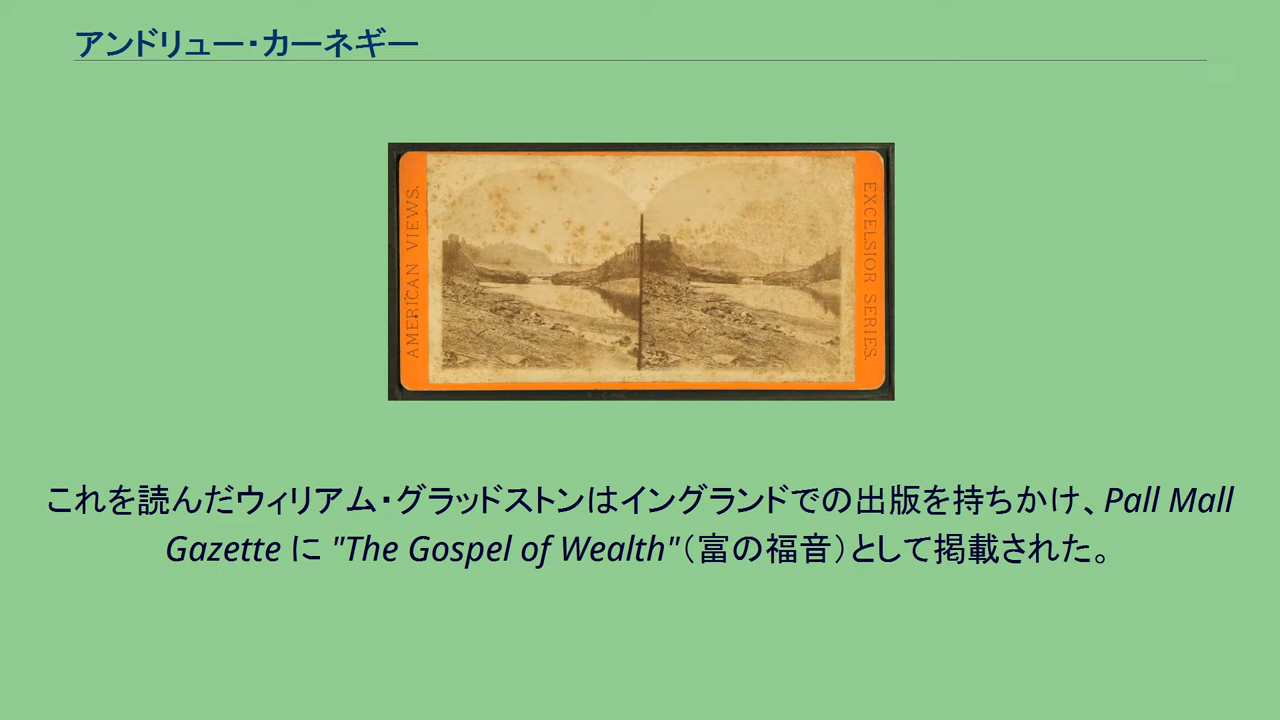 アンドリュー・カーネギー
AMERICAN VIEWS.
EXCELSIOR SERIES.
これを読んだウィリアム・グラッドストンはイングランドでの出版を持ちかけ、Pall Mall
Gazette に "The Gospel of Wealth"（富の福音）として掲載された。